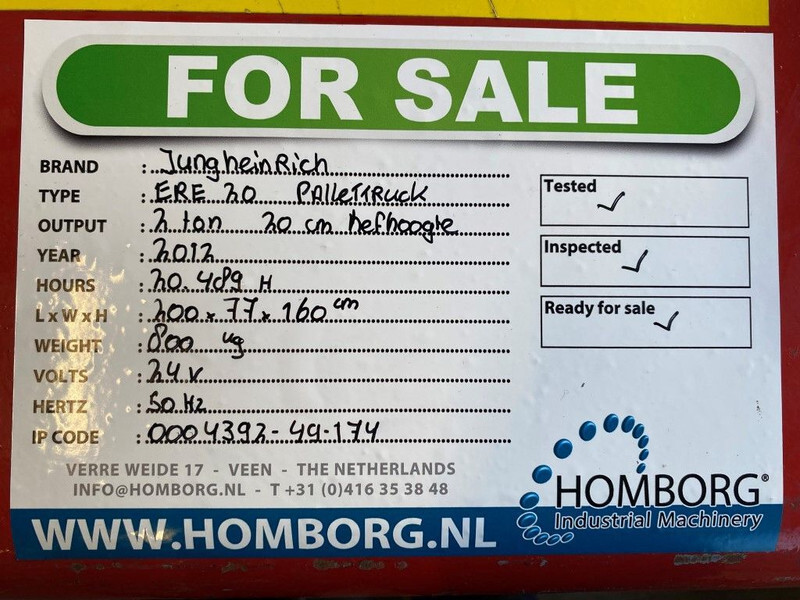 FOR SALE
BRAND : JungheinRich
TYPE : ERE 20 PALLETTRUCK
OUTPUT : 2 ton 20 cm hefhoogte
YEAR : 2012
HOURS : 20.489 H
L x W x H : 200 x 77 x 160 cm
WEIGHT : 800 kg
VOLTS : 24 v
HERTZ : 50 Hz
IP CODE : 0004392-49-174
Tested ✓
Inspected ✓
Ready for sale ✓
VERRE WEIDE 17 - VEEN - THE NETHERLANDS
INFO@HOMBORG.NL - T +31 (0)416 35 38 48
WWW.HOMBORG.NL
HOMBORG®
Industrial Machinery